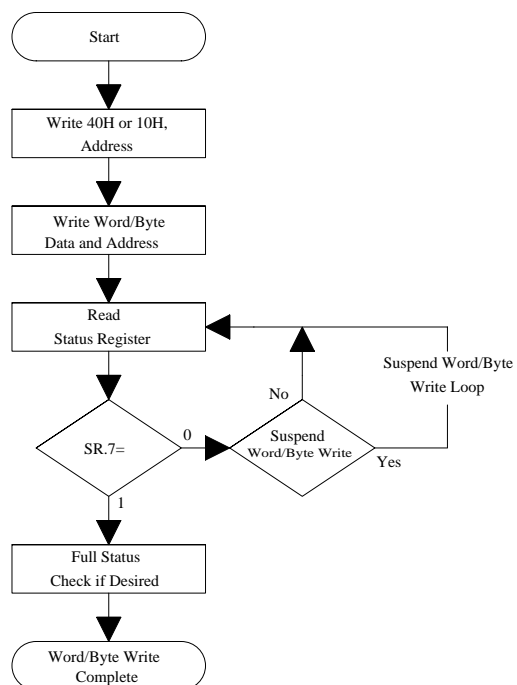 Start
Write 40H or 10H,
Address
Write Word/Byte
Data and Address
Read
Status Register
Suspend Word/Byte
Write Loop
No
SR.7=
0
Suspend
Word/Byte Write
Yes
1
Full Status
Check if Desired
Word/Byte Write
Complete